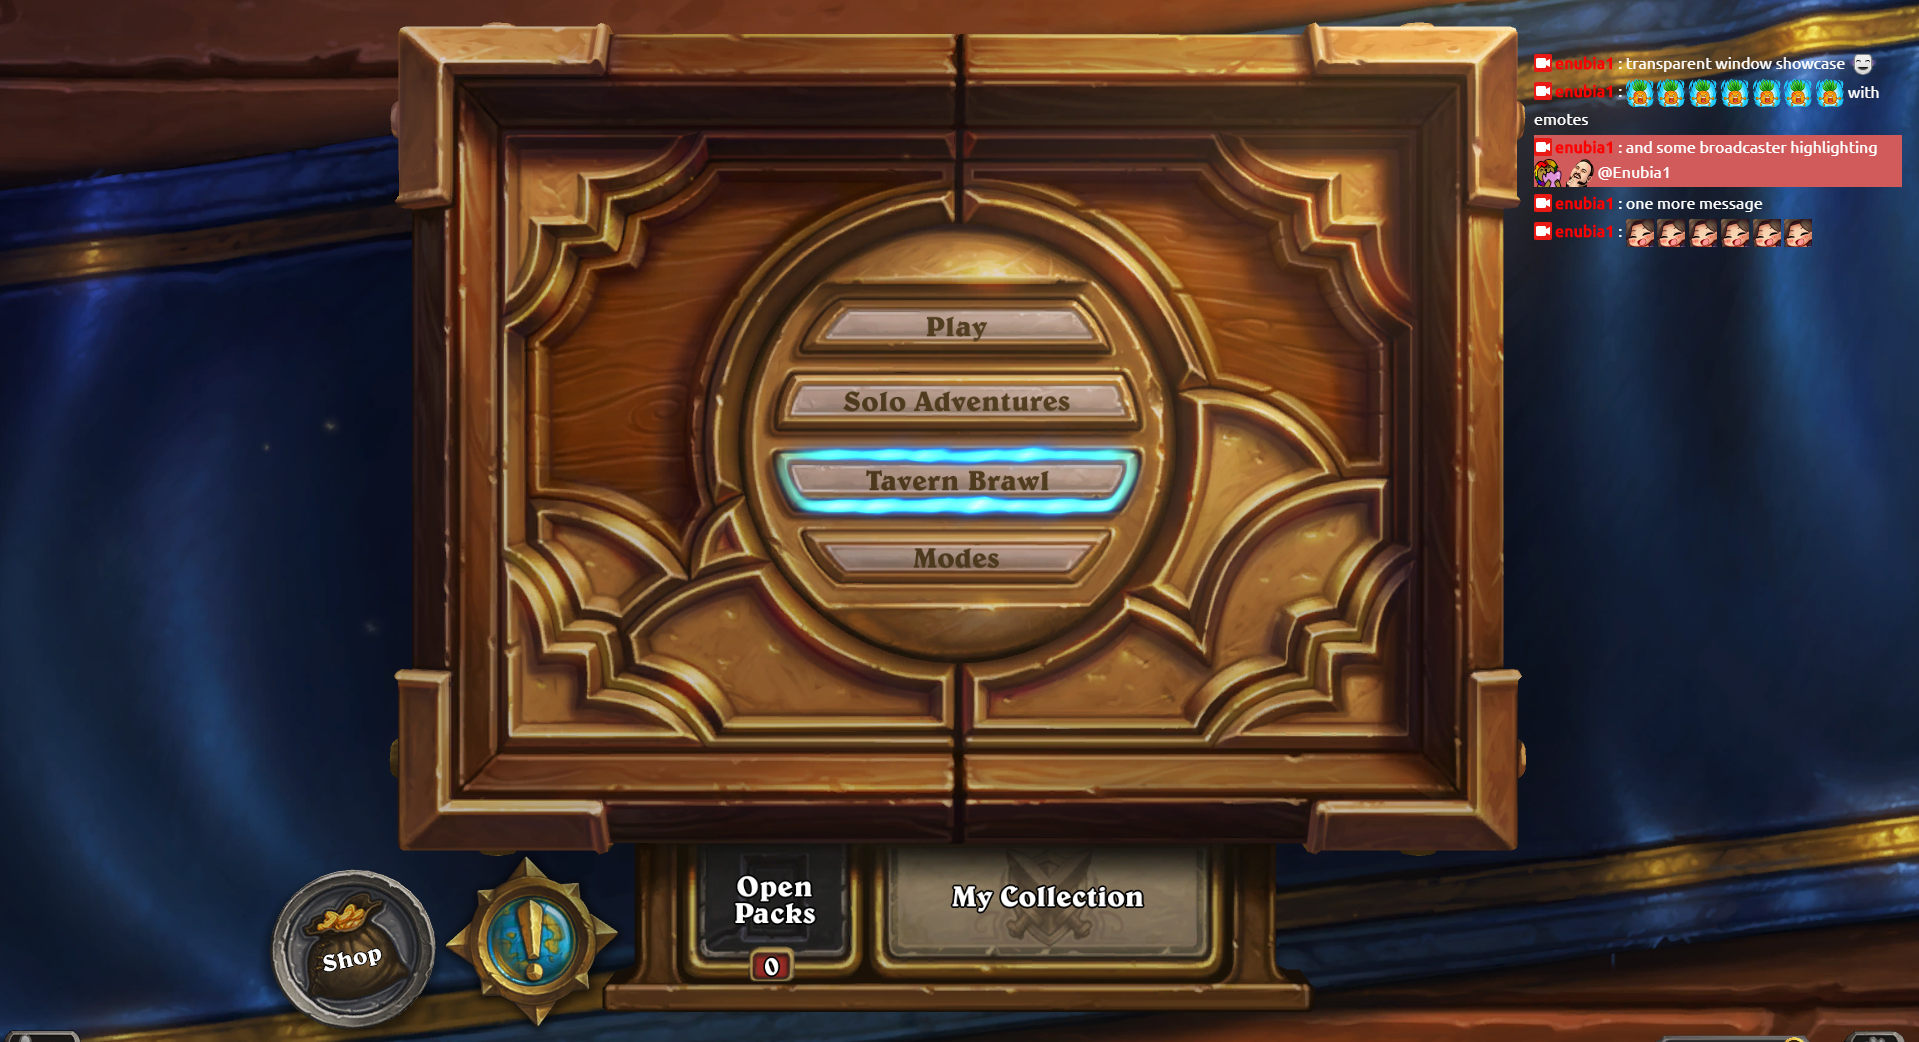 enubia1 : transparent window showcase
enubia1 : with
emotes
enubia1 : and some broadcaster highlighting
@Enubia1
enubia1 : one more message
enubia1 :
Play
Solo Adventures
Tavern Brawl
Modes
Open
Packs
0
My Collection
Shop